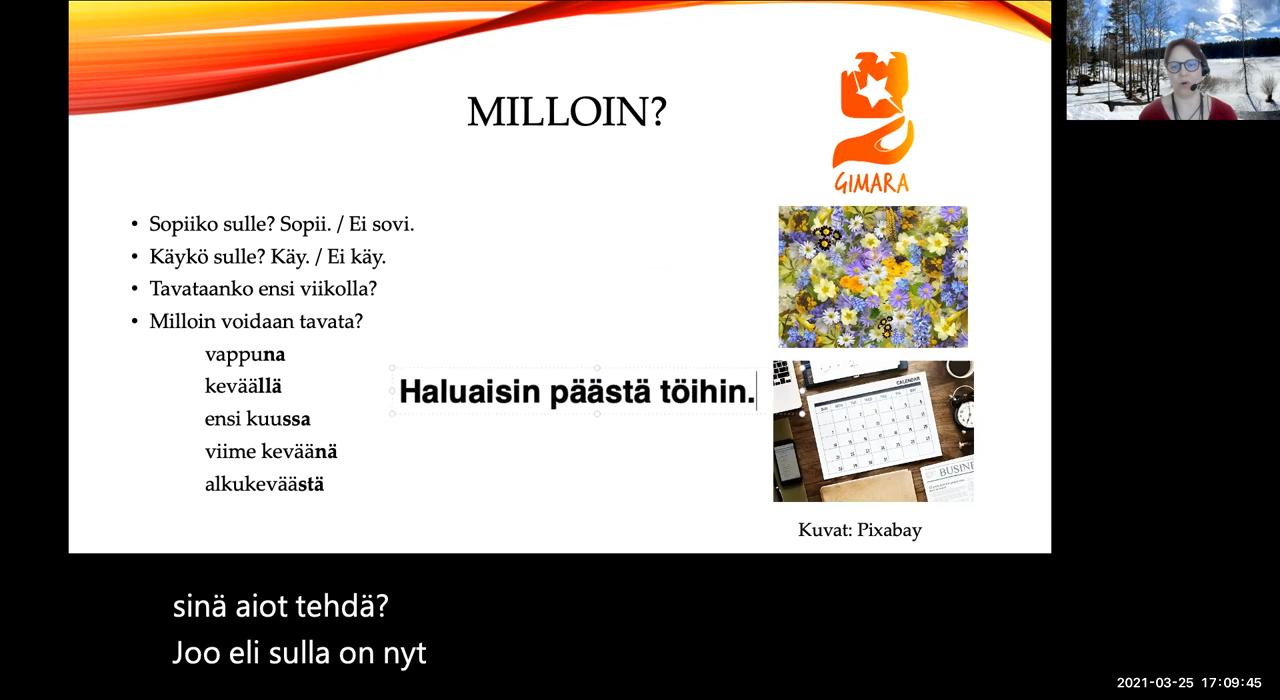 MILLOIN?
GIMARA
• Sopiiko sulle? Sopii. / Ei sovi.
• Käykö sulle? Käy. / Ei käy.
• Tavataanko ensi viikolla?
• Milloin voidaan tavata?
vappuna
keväällä
ensi kuussa
viime keväänä
alkukeväästä
Haluaisin päästä töihin.
CALENDAR
BUSINE
Kuvat: Pixabay
sinä aiot tehdä?
Joo eli sulla on nyt
2021-03-25 17:09:45